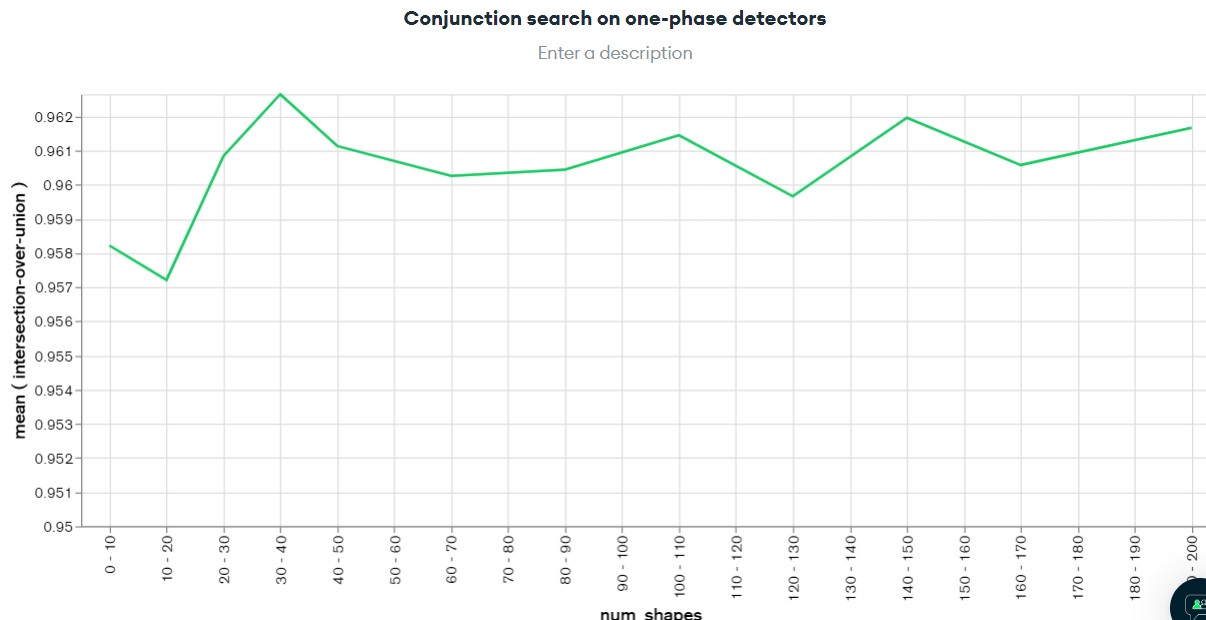 Conjunction search on one-phase detectors
Enter a description
mean ( intersection-over-union )
0.962
0.961
0.96
0.959
0.958
0.957
0.956
0.955
0.954
0.953
0.952
0.951
0.95
0 - 10
10 - 20
20 - 30
30 - 40
40 - 50
50 - 60
60 - 70
70 - 80
80 - 90
90 - 100
100 - 110
110 - 120
120 - 130
130 - 140
140 - 150
150 - 160
160 - 170
170 - 180
180 - 190
- 200
num_shapes